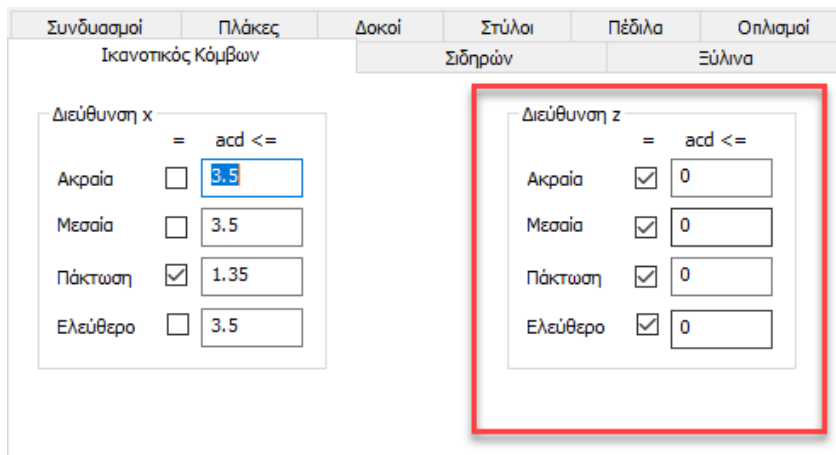 Συνδυασμοί Πλάκες Δοκοί Στύλοι Πέδιλα Οπλισμοί
Ικανοτικός Κόμβων Σιδηρών Ξύλινα
Διεύθυνση x
= acd <=
Ακραία 3.5
Μεσαία 3.5
Πάκτωση 1.35
Ελεύθερο 3.5
Διεύθυνση z
= acd <=
Ακραία 0
Μεσαία 0
Πάκτωση 0
Ελεύθερο 0